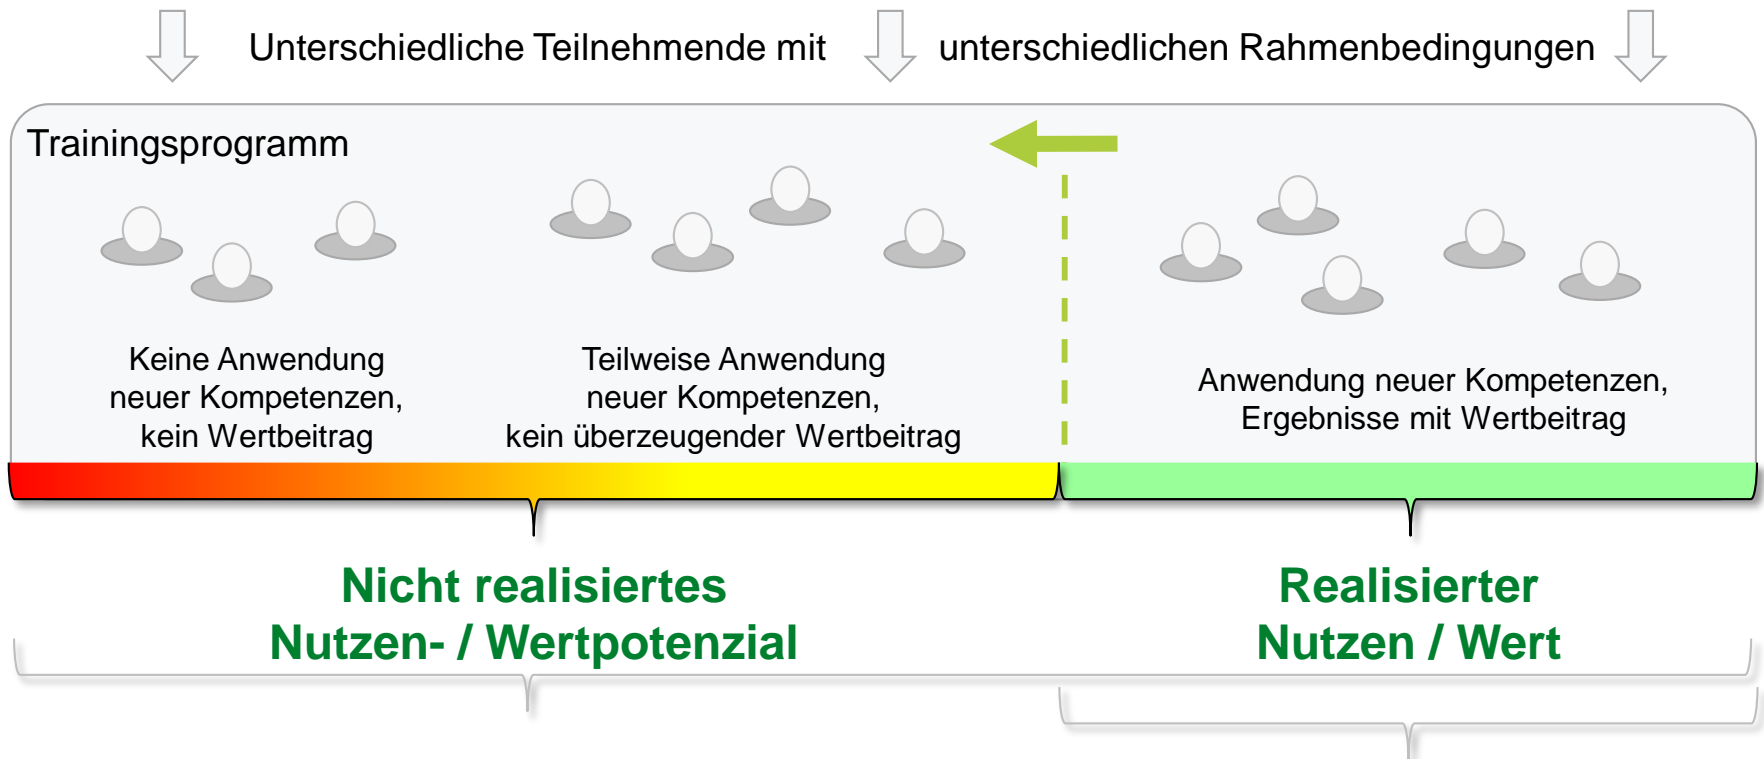 Unterschiedliche Teilnehmende mit unterschiedlichen Rahmenbedingungen
Trainingsprogramm
Keine Anwendung
neuer Kompetenzen,
kein Wertbeitrag
Teilweise Anwendung
neuer Kompetenzen,
kein überzeugender Wertbeitrag
Anwendung neuer Kompetenzen,
Ergebnisse mit Wertbeitrag
Nicht realisiertes
Nutzen- / Wertpotenzial
Realisierter
Nutzen / Wert